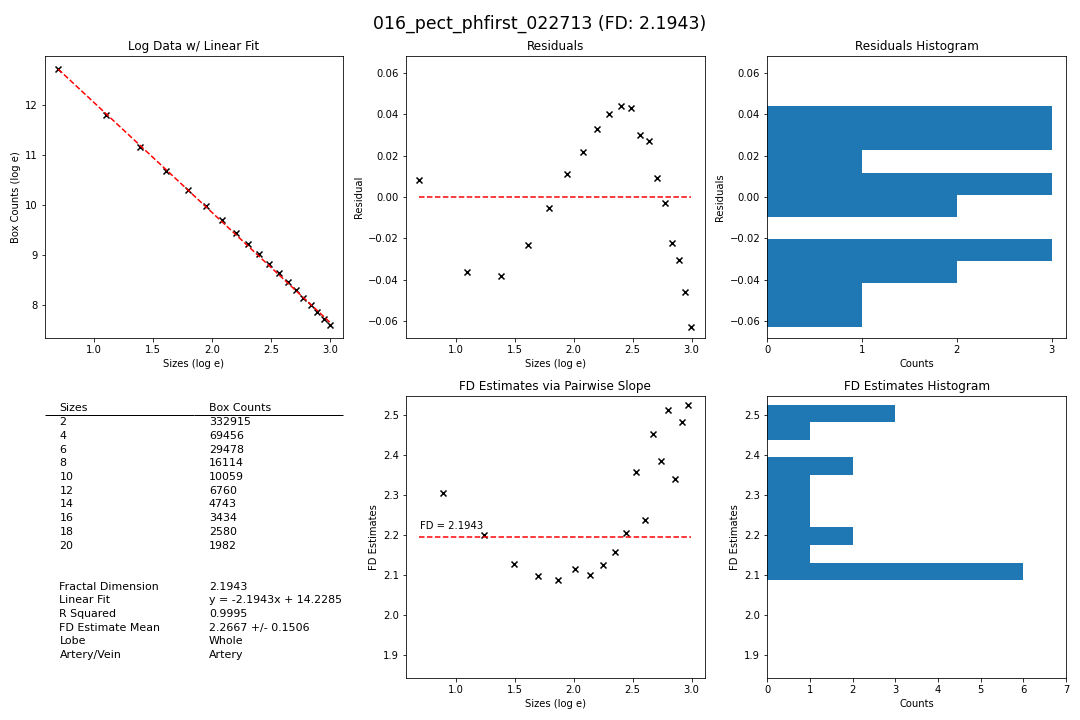 016_pect_phfirst_022713 (FD: 2.1943)
Log Data w/ Linear Fit
Box Counts (log e)
12
11
10
9
8
1.0 1.5 2.0 2.5 3.0
Sizes (log e)
Residuals
Residual
0.06
0.04
0.02
0.00
−0.02
−0.04
−0.06
1.0 1.5 2.0 2.5 3.0
Sizes (log e)
Residuals Histogram
Residuals
0.06
0.04
0.02
0.00
−0.02
−0.04
−0.06
0 1 2 3
Counts
Sizes Box Counts
2 332915
4 69456
6 29478
8 16114
10 10059
12 6760
14 4743
16 3434
18 2580
20 1982
Fractal Dimension 2.1943
Linear Fit y = -2.1943x + 14.2285
R Squared 0.9995
FD Estimate Mean 2.2667 +/- 0.1506
Lobe Whole
Artery/Vein Artery
FD Estimates via Pairwise Slope
FD Estimates
2.5
2.4
2.3
2.2
2.1
2.0
1.9
FD = 2.1943
1.0 1.5 2.0 2.5 3.0
Sizes (log e)
FD Estimates Histogram
FD Estimates
2.5
2.4
2.3
2.2
2.1
2.0
1.9
0 1 2 3 4 5 6 7
Counts